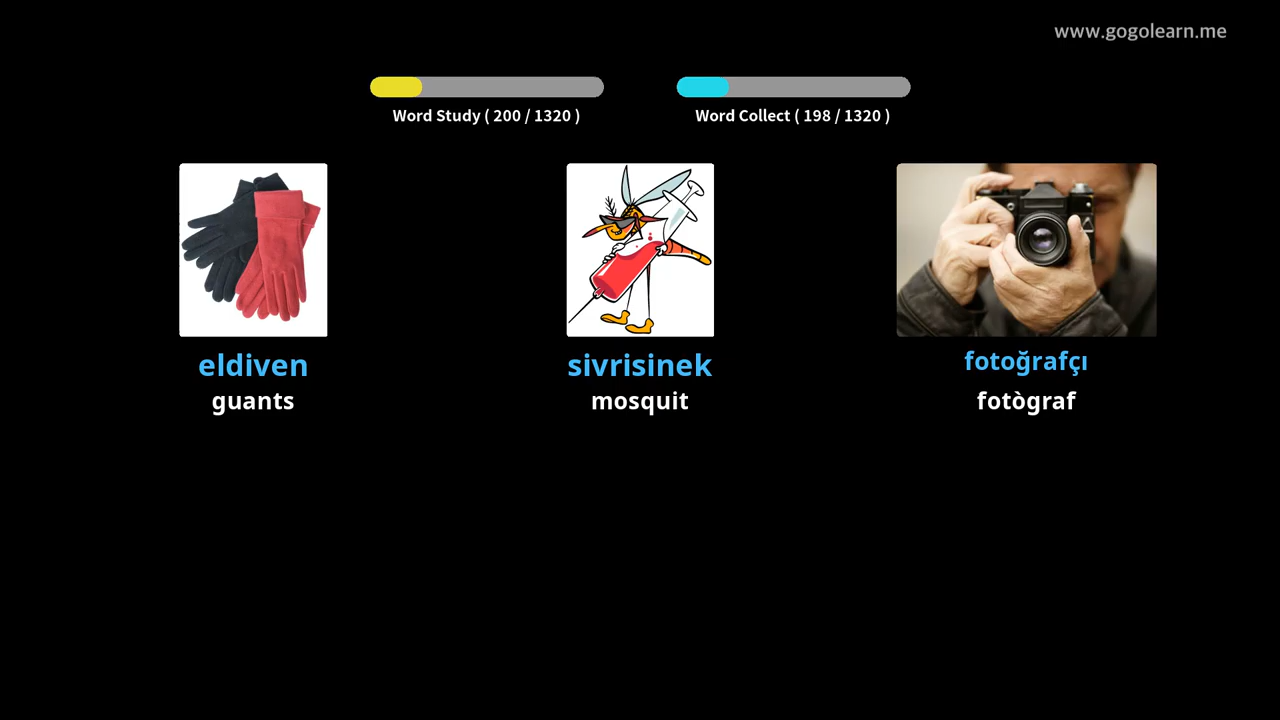 www.gogolearn.me
Word Study ( 200 / 1320 )
Word Collect ( 198 / 1320 )
eldiven
guants
sivrisinek
mosquit
fotoğrafçı
fotògraf